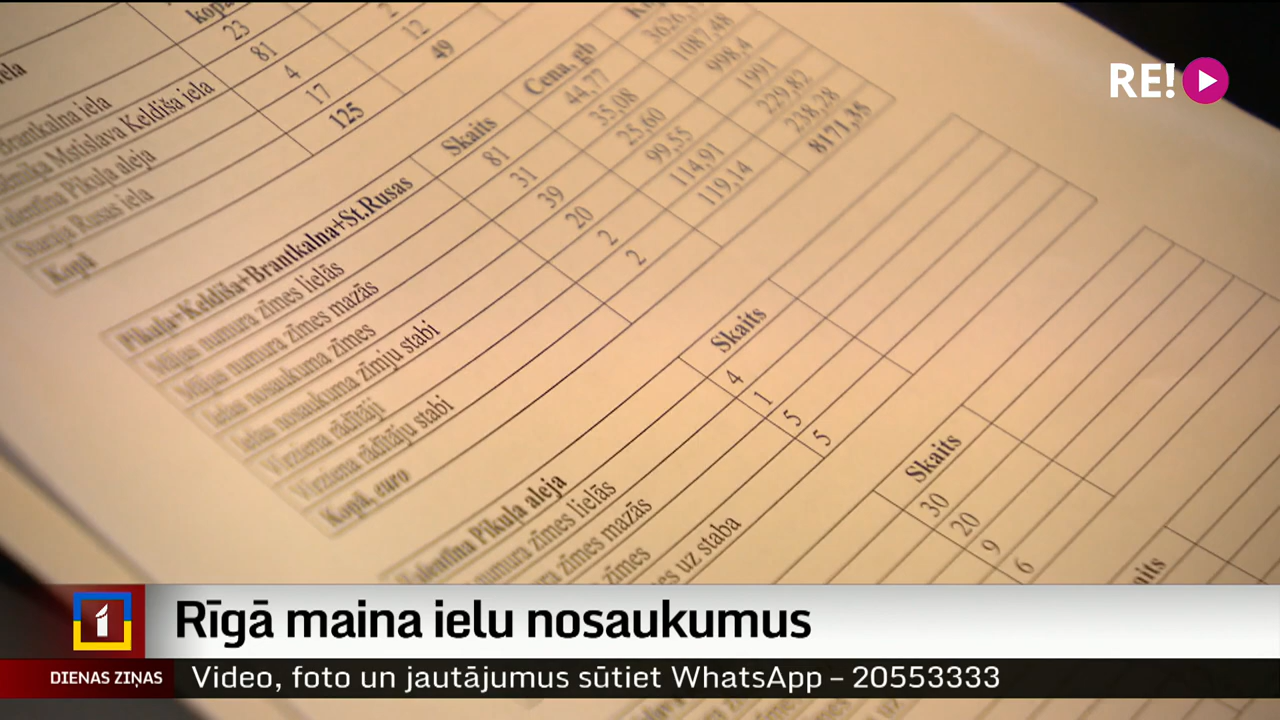 RE!
kopā
iela 23 2
Brantkalna iela 81 12
Mstislava Keldiša iela 4
Pikuļa aleja 17
Rusas iela 125 49
Kopā
Pikuļa+Keldiša+Brantkalna+St.Rusas Skaits Cena, gb
Mājas numura zīmes lielās 81 44,77
Mājas numura zīmes mazās 31 35,08 1087,48
Ielas nosaukuma zīmes 39 25,60 998,4
Ielas nosaukuma zīmju stabi 20 99,55 1991
Virziena rādītāji 2 114,91 229,82
Virziena rādītāju stabi 2 119,14 238,28
Kopā, euro 8171,35
Valentīna Pikuļa aleja Skaits
numura zīmes lielās 4
zīmes mazās 1
zīmes 5
uz staba 5
Skaits
30
20
9
6
1
Rīgā maina ielu nosaukumus
DIENAS ZIŅAS Video, foto un jautājumus sūtiet WhatsApp – 20553333